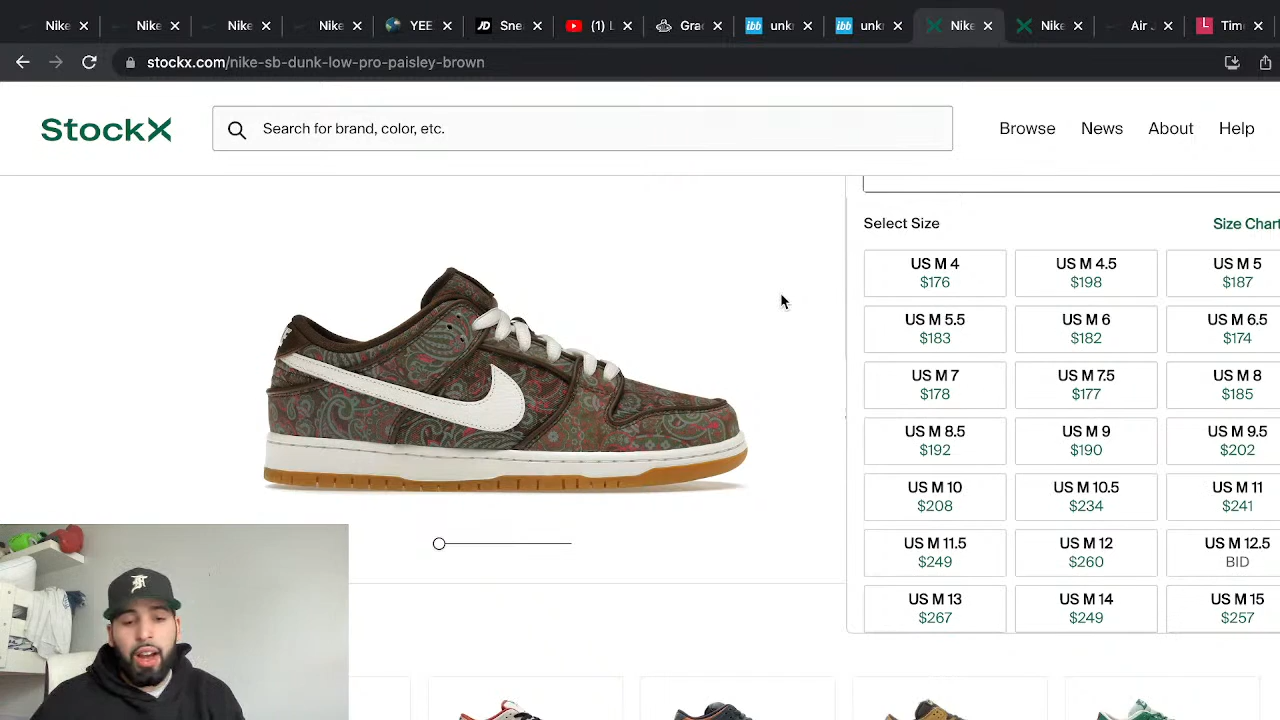 Nike Nike Nike Nike YEE Sne (1) L Grac unkr unkr Nike Nike Air Time
stockx.com/nike-sb-dunk-low-pro-paisley-brown
StockX Search for brand, color, etc. Browse News About Help
Select Size Size Chart
US M 4 US M 4.5 US M 5
$176 $198 $187
US M 5.5 US M 6 US M 6.5
$183 $182 $174
US M 7 US M 7.5 US M 8
$178 $177 $185
US M 8.5 US M 9 US M 9.5
$192 $190 $202
US M 10 US M 10.5 US M 11
$208 $234 $241
US M 11.5 US M 12 US M 12.5
$249 $260 BID
US M 13 US M 14 US M 15
$267 $249 $257